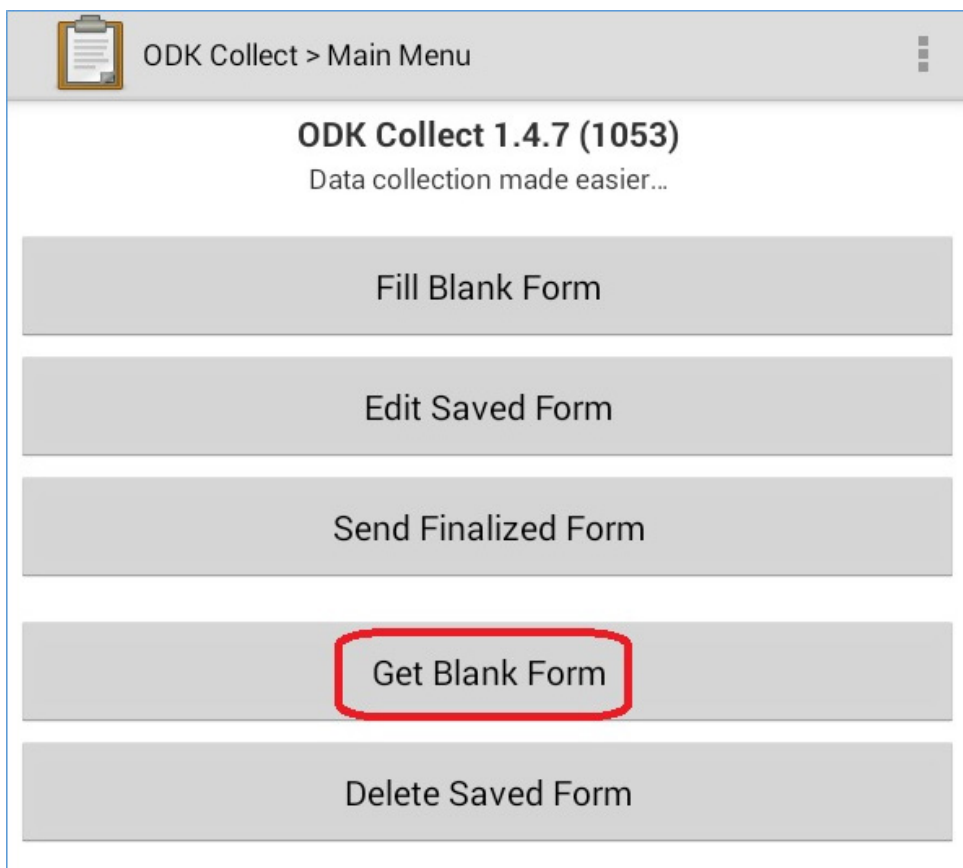 ODK Collect > Main Menu
ODK Collect 1.4.7 (1053)
Data collection made easier...
Fill Blank Form
Edit Saved Form
Send Finalized Form
Get Blank Form
Delete Saved Form